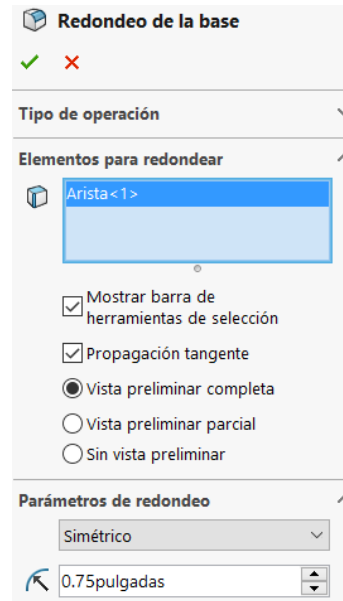 Redondeo de la base
Tipo de operación
Elementos para redondear
Arista<1>
Mostrar barra de
herramientas de selección
Propagación tangente
Vista preliminar completa
Vista preliminar parcial
Sin vista preliminar
Parámetros de redondeo
Simétrico
0.75pulgadas